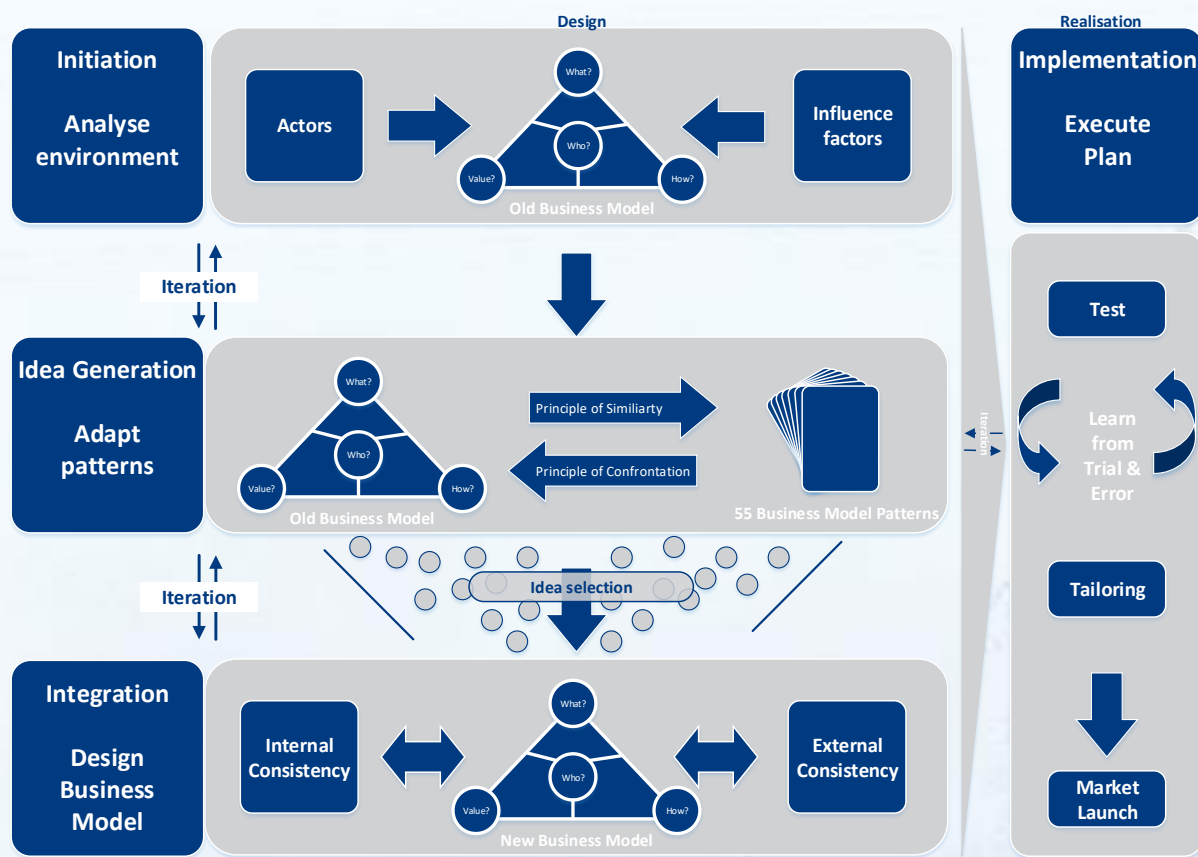 Design
Realisation
Initiation
Analyse
environment
Actors
What?
Who?
Value?
How?
Old Business Model
Influence
factors
Implementation
Execute
Plan
Iteration
Idea Generation
Adapt
patterns
What?
Who?
Value?
How?
Old Business Model
Principle of Similiarty
Principle of Confrontation
55 Business Model Patterns
Iteration
Test
Learn
from
Trial &
Error
Tailoring
Market
Launch
Iteration
Idea selection
Integration
Design
Business
Model
Internal
Consistency
What?
Who?
Value?
How?
New Business Model
External
Consistency